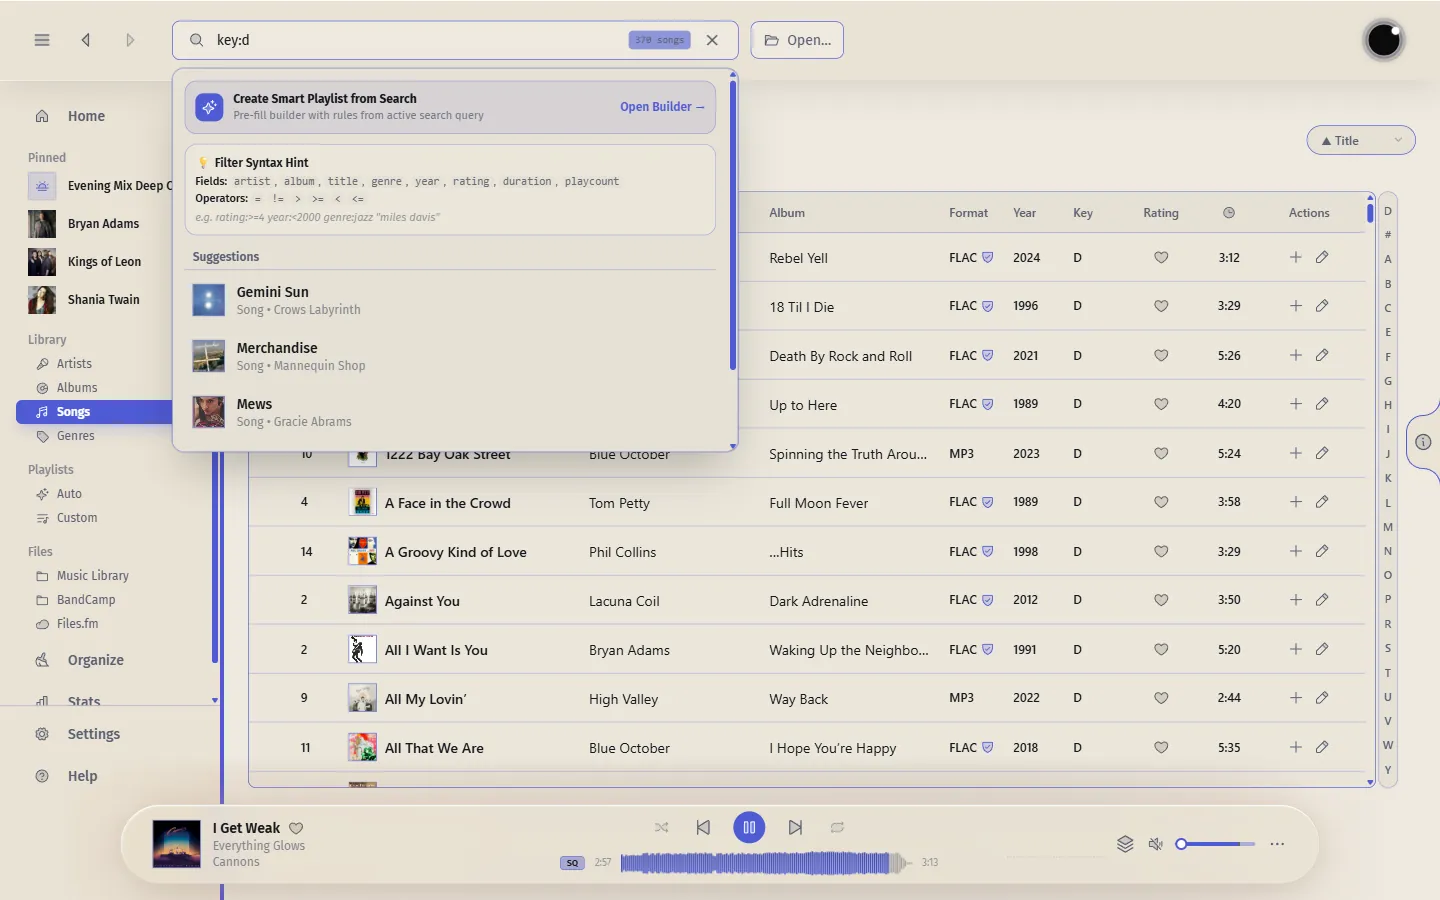 key:d
370 songs
Open...
Create Smart Playlist from Search
Pre-fill builder with rules from active search query
Open Builder →
Filter Syntax Hint
Fields: artist, album, title, genre, year, rating, duration, playcount
Operators: = != > >= < <=
e.g. rating:>=4 year:<2000 genre:jazz "miles davis"
Suggestions
Gemini Sun
Song • Crows Labyrinth
Merchandise
Song • Mannequin Shop
Mews
Song • Gracie Abrams
Home
Pinned
Evening Mix Deep C
Bryan Adams
Kings of Leon
Shania Twain
Library
Artists
Albums
Songs
Genres
Playlists
Auto
Custom
Files
Music Library
BandCamp
Files.fm
Organize
Stats
Settings
Help
▲ Title
Album Format Year Key Rating Actions
Rebel Yell FLAC 2024 D 3:12
18 Til I Die FLAC 1996 D 3:29
Death By Rock and Roll FLAC 2021 D 5:26
Up to Here FLAC 1989 D 4:20
10 1222 Bay Oak Street Blue October Spinning the Truth Arou... MP3 2023 D 5:24
4 A Face in the Crowd Tom Petty Full Moon Fever FLAC 1989 D 3:58
14 A Groovy Kind of Love Phil Collins ...Hits FLAC 1998 D 3:29
2 Against You Lacuna Coil Dark Adrenaline FLAC 2012 D 3:50
2 All I Want Is You Bryan Adams Waking Up the Neighbo... FLAC 1991 D 5:20
9 All My Lovin' High Valley Way Back MP3 2022 D 2:44
11 All That We Are Blue October I Hope You're Happy FLAC 2018 D 5:35
D
#
A
B
C
E
F
G
H
I
J
K
L
M
N
O
P
R
S
T
U
V
W
Y
I Get Weak
Everything Glows
Cannons
SQ 2:57 3:13